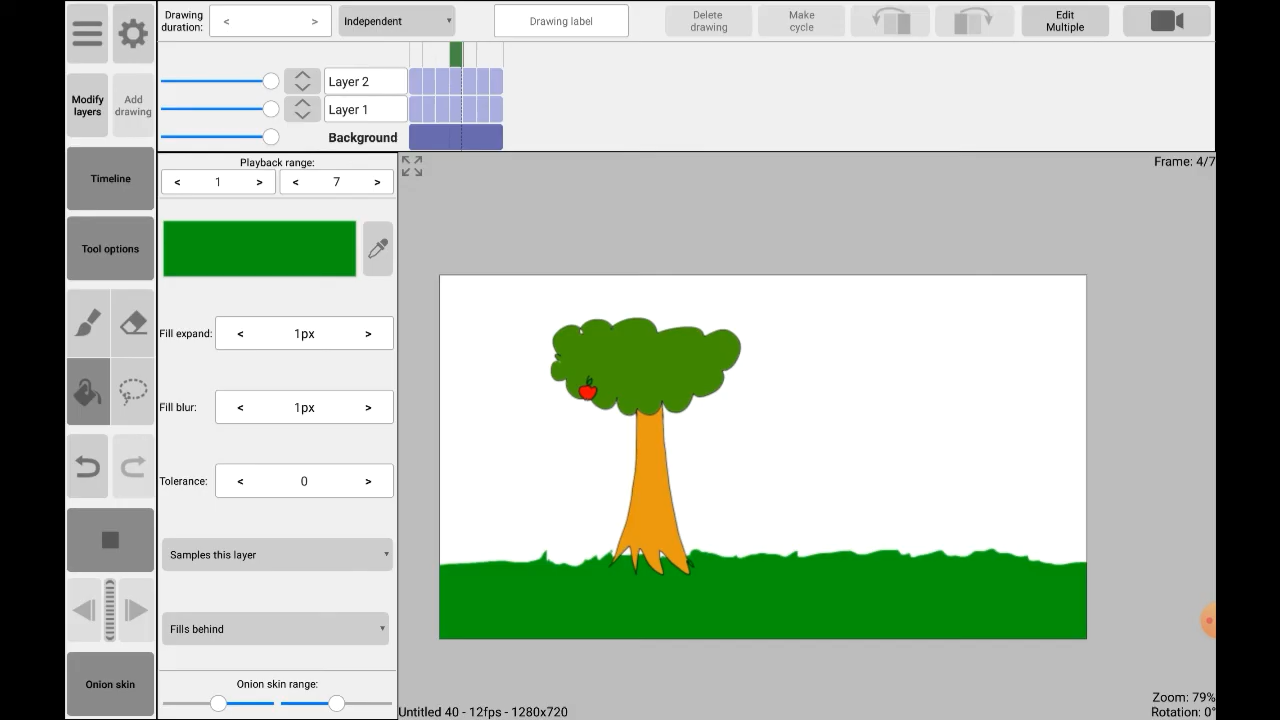 Drawing duration:
< >
Independent
Drawing label
Delete drawing
Make cycle
Edit Multiple
Modify layers
Add drawing
Layer 2
Layer 1
Background
Timeline
Playback range:
< 1 >
< 7 >
Frame: 4/7
Tool options
Fill expand:
< 1px >
Fill blur:
< 1px >
Tolerance:
< 0 >
Samples this layer
Fills behind
Onion skin
Onion skin range:
Untitled 40 - 12fps - 1280x720
Zoom: 79%
Rotation: 0°